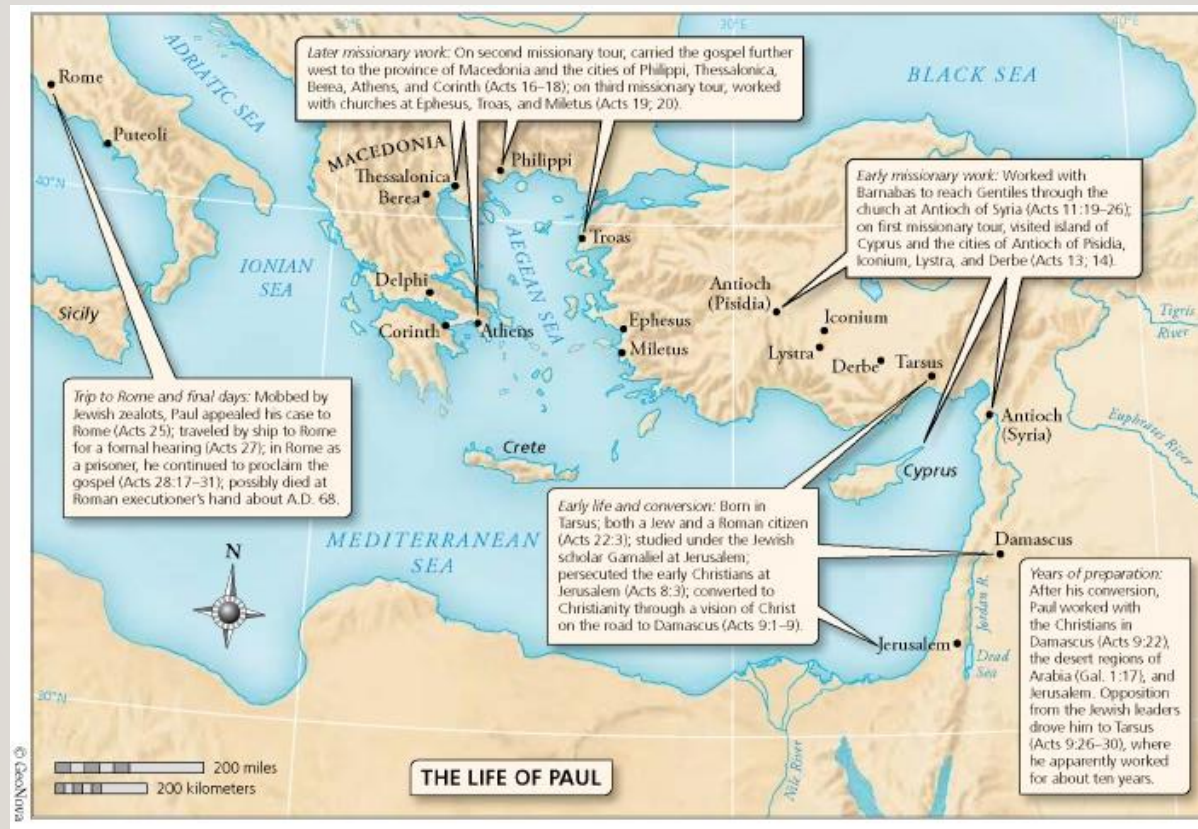 30°E
40°E
ADRIATIC SEA
Later missionary work: On second missionary tour, carried the gospel further
west to the province of Macedonia and the cities of Philippi, Thessalonica,
Berea, Athens, and Corinth (Acts 16–18); on third missionary tour, worked
with churches at Ephesus, Troas, and Miletus (Acts 19; 20).
BLACK SEA
Rome
Puteoli
40°N
MACEDONIA
Thessalonica
Berea
Philippi
Early missionary work: Worked with
Barnabas to reach Gentiles through the
church at Antioch of Syria (Acts 11:19–26);
on first missionary tour, visited island of
Cyprus and the cities of Antioch of Pisidia,
Iconium, Lystra, and Derbe (Acts 13; 14).
Troas
AEGEAN SEA
IONIAN
SEA
Delphi
Corinth
Athens
Sicily
Ephesus
Miletus
Antioch
(Pisidia)
Iconium
Lystra
Derbe
Tarsus
Tigris
River
Euphrates River
Antioch
(Syria)
Trip to Rome and final days: Mobbed by
Jewish zealots, Paul appealed his case to
Rome (Acts 25); traveled by ship to Rome
for a formal hearing (Acts 27); in Rome as
a prisoner, he continued to proclaim the
gospel (Acts 28:17–31); possibly died at
Roman executioner's hand about A.D. 68.
Crete
Cyprus
Early life and conversion: Born in
Tarsus; both a Jew and a Roman citizen
(Acts 22:3); studied under the Jewish
scholar Gamaliel at Jerusalem;
persecuted the early Christians at
Jerusalem (Acts 8:3); converted to
Christianity through a vision of Christ
on the road to Damascus (Acts 9:1–9).
MEDITERRANEAN
SEA
N
Damascus
Jordan R.
Jerusalem
Dead
Sea
Years of preparation:
After his conversion,
Paul worked with
the Christians in
Damascus (Acts 9:22),
the desert regions of
Arabia (Gal. 1:17), and
Jerusalem. Opposition
from the Jewish leaders
drove him to Tarsus
(Acts 9:26–30), where
he apparently worked
for about ten years.
30°N
Nile River
200 miles
200 kilometers
THE LIFE OF PAUL
© GeoNova